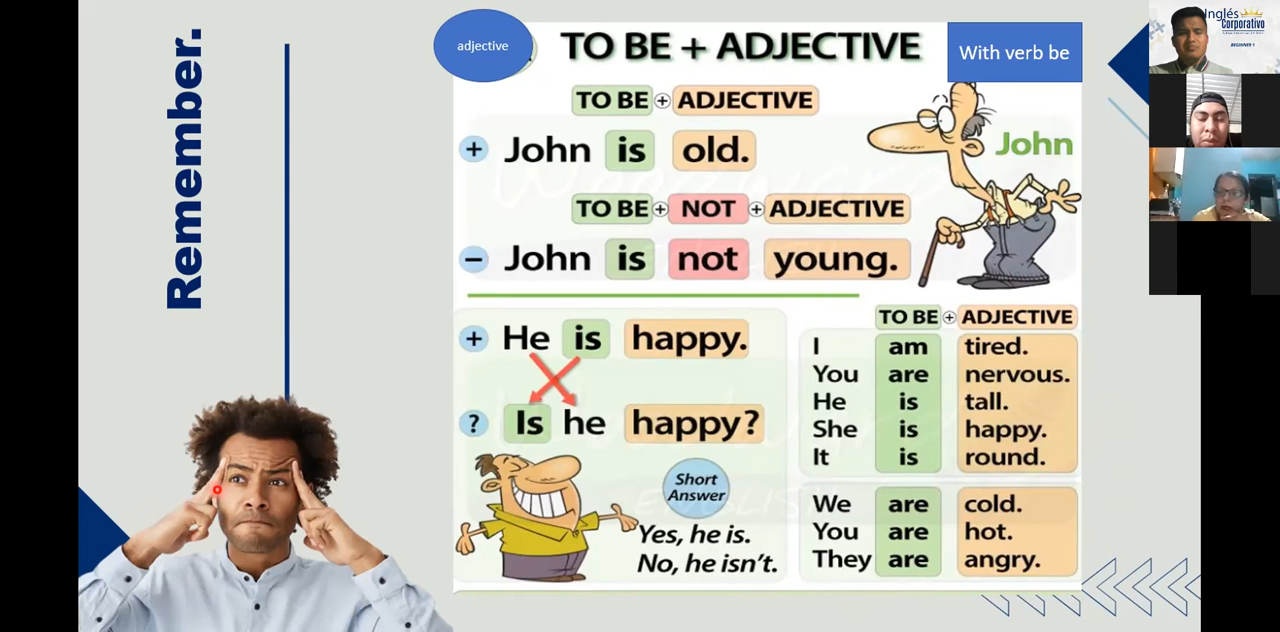 Remember.
adjective
TO BE + ADJECTIVE
With verb be
TO BE + ADJECTIVE
+ John is old.
John
TO BE + NOT + ADJECTIVE
− John is not young.
+ He is happy.
? Is he happy?
Short
Answer
Yes, he is.
No, he isn't.
TO BE + ADJECTIVE
I am tired.
You are nervous.
He is tall.
She is happy.
It is round.
We are cold.
You are hot.
They are angry.
Inglés
Corporativo
BEGINNER 1